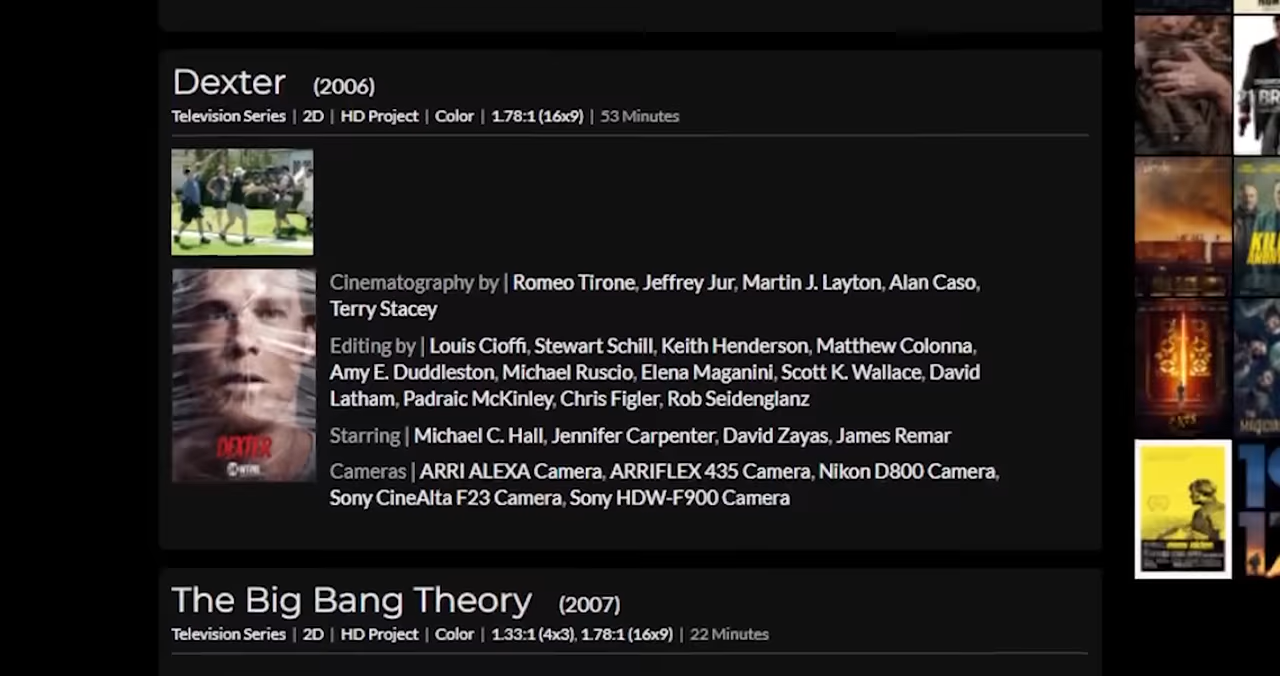 Dexter (2006)
Television Series | 2D | HD Project | Color | 1.78:1 (16x9) | 53 Minutes
Cinematography by | Romeo Tirone, Jeffrey Jur, Martin J. Layton, Alan Caso,
Terry Stacey
Editing by | Louis Cioffi, Stewart Schill, Keith Henderson, Matthew Colonna,
Amy E. Duddleston, Michael Ruscio, Elena Maganini, Scott K. Wallace, David
Latham, Padraic McKinley, Chris Figler, Rob Seidenglanz
Starring | Michael C. Hall, Jennifer Carpenter, David Zayas, James Remar
DEXTER
Cameras | ARRI ALEXA Camera, ARRIFLEX 435 Camera, Nikon D800 Camera,
Sony CineAlta F23 Camera, Sony HDW-F900 Camera
The Big Bang Theory (2007)
Television Series | 2D | HD Project | Color | 1.33:1 (4x3), 1.78:1 (16x9) | 22 Minutes